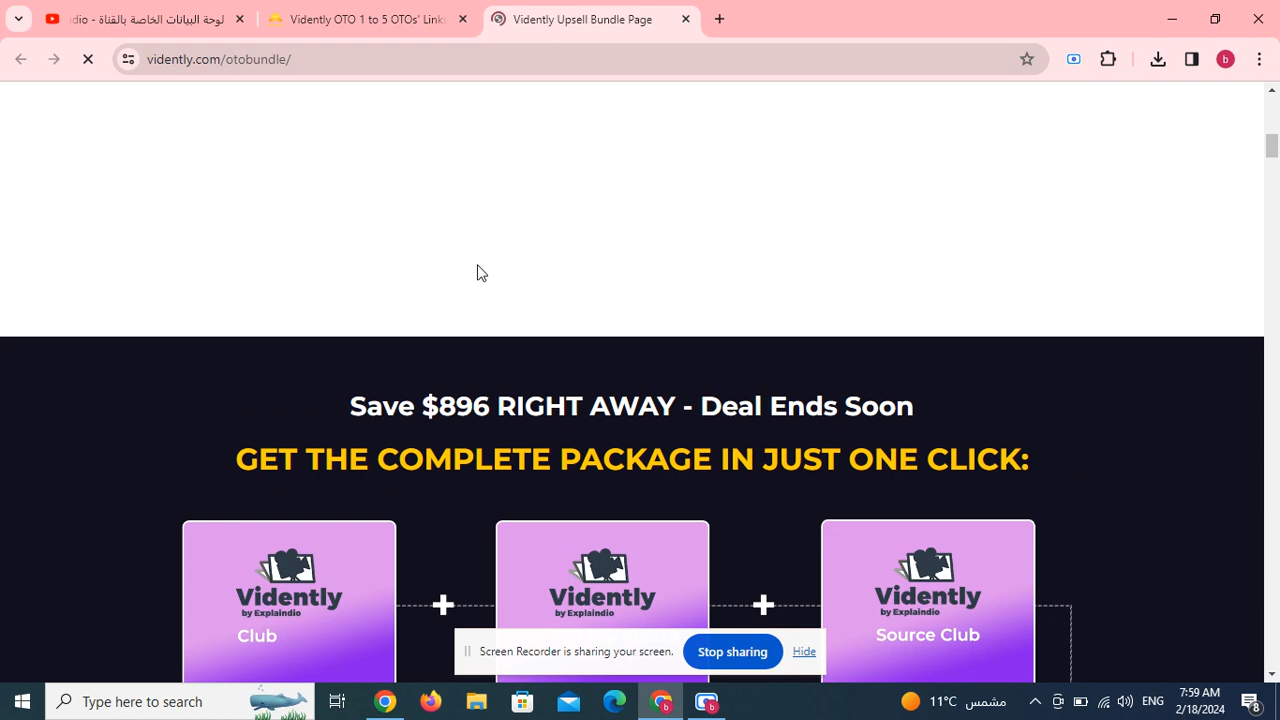 لوحة البيانات الخاصة بالقناة - dio
Vidently OTO 1 to 5 OTOs' Links
Vidently Upsell Bundle Page
vidently.com/otobundle/
b
Save $896 RIGHT AWAY - Deal Ends Soon
GET THE COMPLETE PACKAGE IN JUST ONE CLICK:
Vidently
by Explaindio
Club
Vidently
by Explaindio
Vidently
by Explaindio
Source Club
Screen Recorder is sharing your screen.
Stop sharing
Hide
Type here to search
11°C مشمس
ENG
7:59 AM
2/18/2024
8